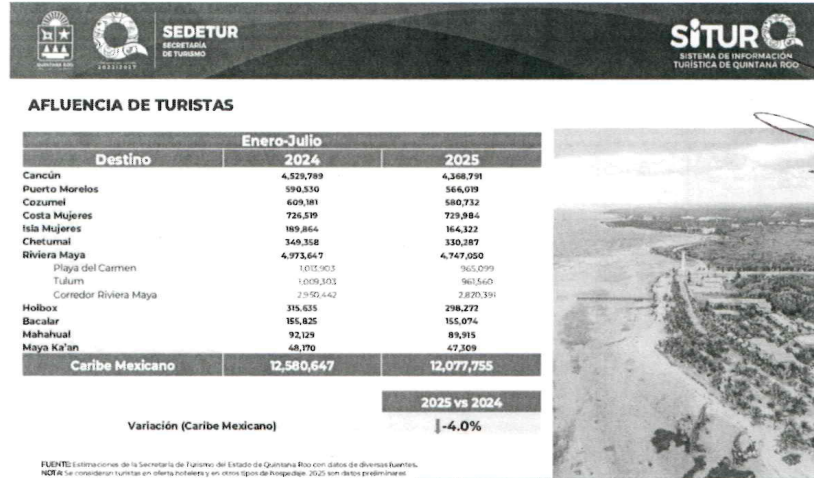 SEDETUR
SECRETARÍA
DE TURISMO
QUINTANA ROO
2022|2027
SiTUR
SISTEMA DE INFORMACIÓN
TURÍSTICA DE QUINTANA ROO
AFLUENCIA DE TURISTAS
Enero-Julio
Destino 2024 2025
Cancún 4,529,789 4,368,791
Puerto Morelos 590,530 566,019
Cozumel 609,181 580,732
Costa Mujeres 726,519 729,984
Isla Mujeres 189,864 164,322
Chetumal 349,358 330,287
Riviera Maya 4,973,647 4,747,050
Playa del Carmen 1,013,903 965,099
Tulum 1,009,303 961,560
Corredor Riviera Maya 2,950,442 2,820,391
Holbox 315,635 298,272
Bacalar 155,825 155,074
Mahahual 92,129 89,915
Maya Ka'an 48,170 47,309
Caribe Mexicano 12,580,647 12,077,755
2025 vs 2024
Variación (Caribe Mexicano) -4.0%
FUENTE: Estimaciones de la Secretaría de Turismo del Estado de Quintana Roo con datos de diversas fuentes.
NOTA: Se consideran turistas en oferta hotelera y en otros tipos de hospedaje. 2025 son datos preliminares